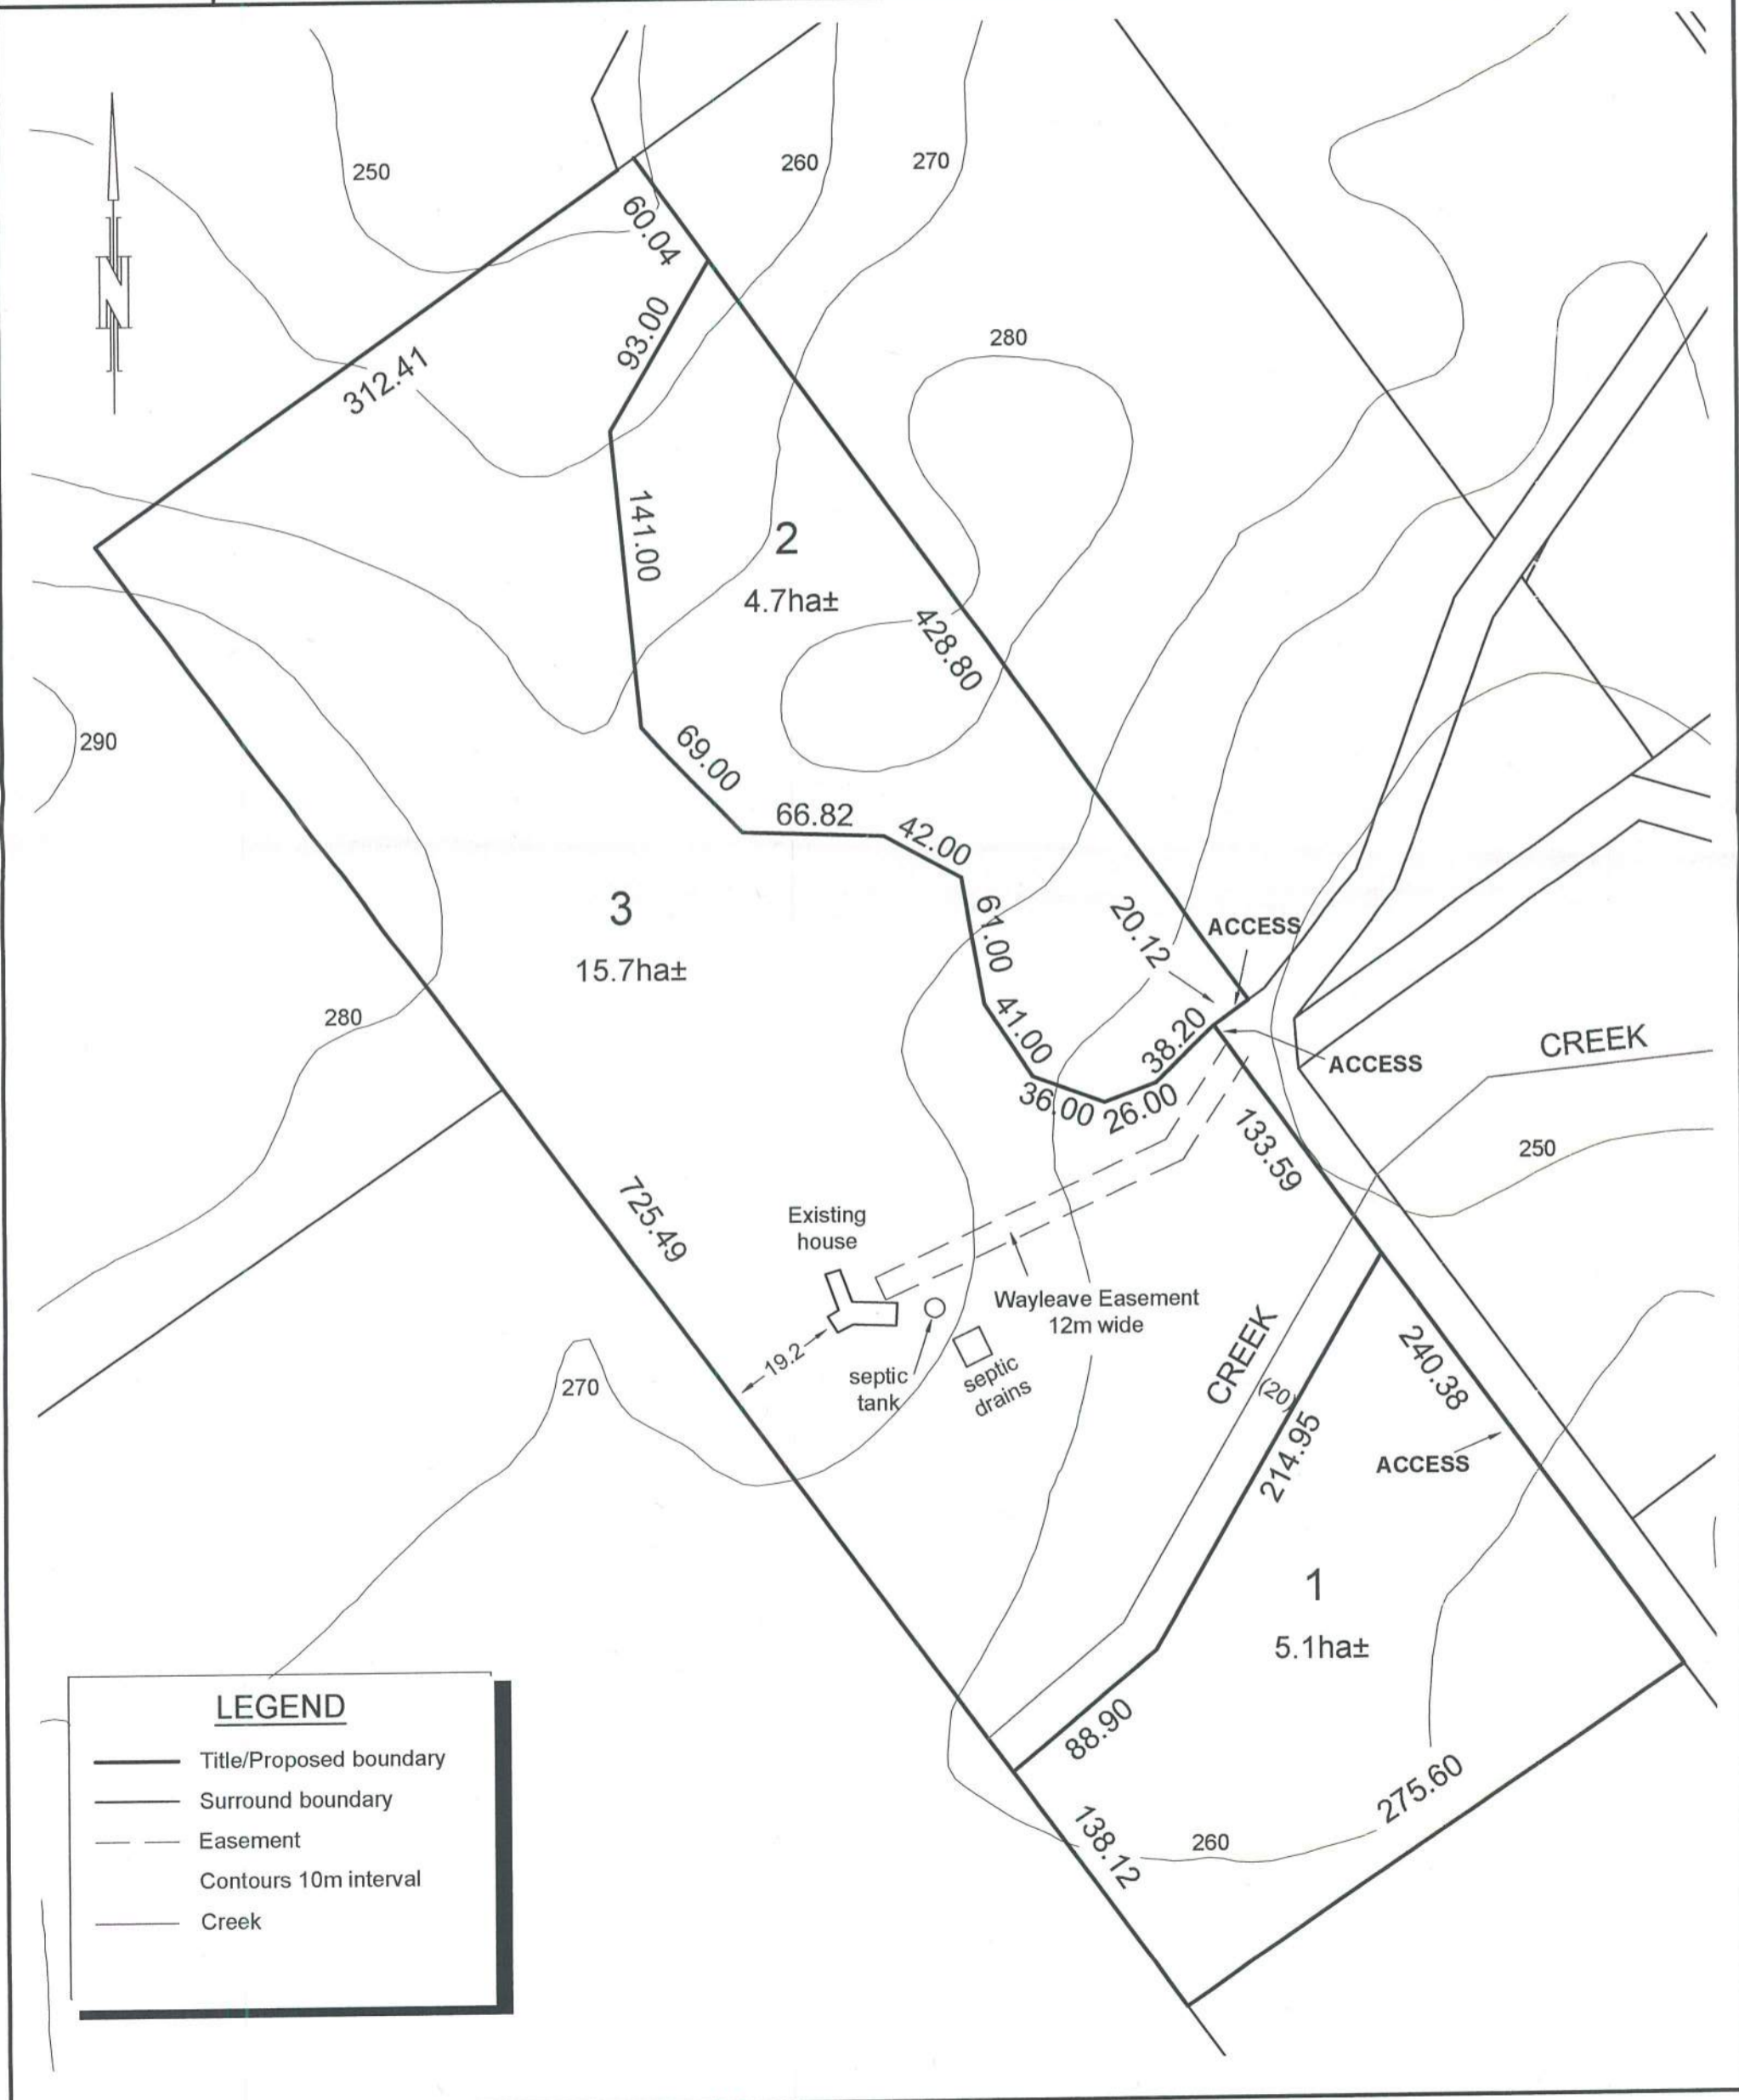 250
260
270
N
60.04
93.00
280
312.41
141.00
2
4.7ha±
428.80
290
69.00
66.82
42.00
3
15.7ha±
61.00
20.12
ACCESS
280
41.00
38.20
CREEK
ACCESS
36.00
26.00
133.59
250
725.49
Existing
house
Wayleave Easement
12m wide
19.2
septic
tank
septic
drains
CREEK
(20)
240.38
270
214.95
ACCESS
1
5.1ha±
88.90
275.60
138.12
260
LEGEND
Title/Proposed boundary
Surround boundary
Easement
Contours 10m interval
Creek